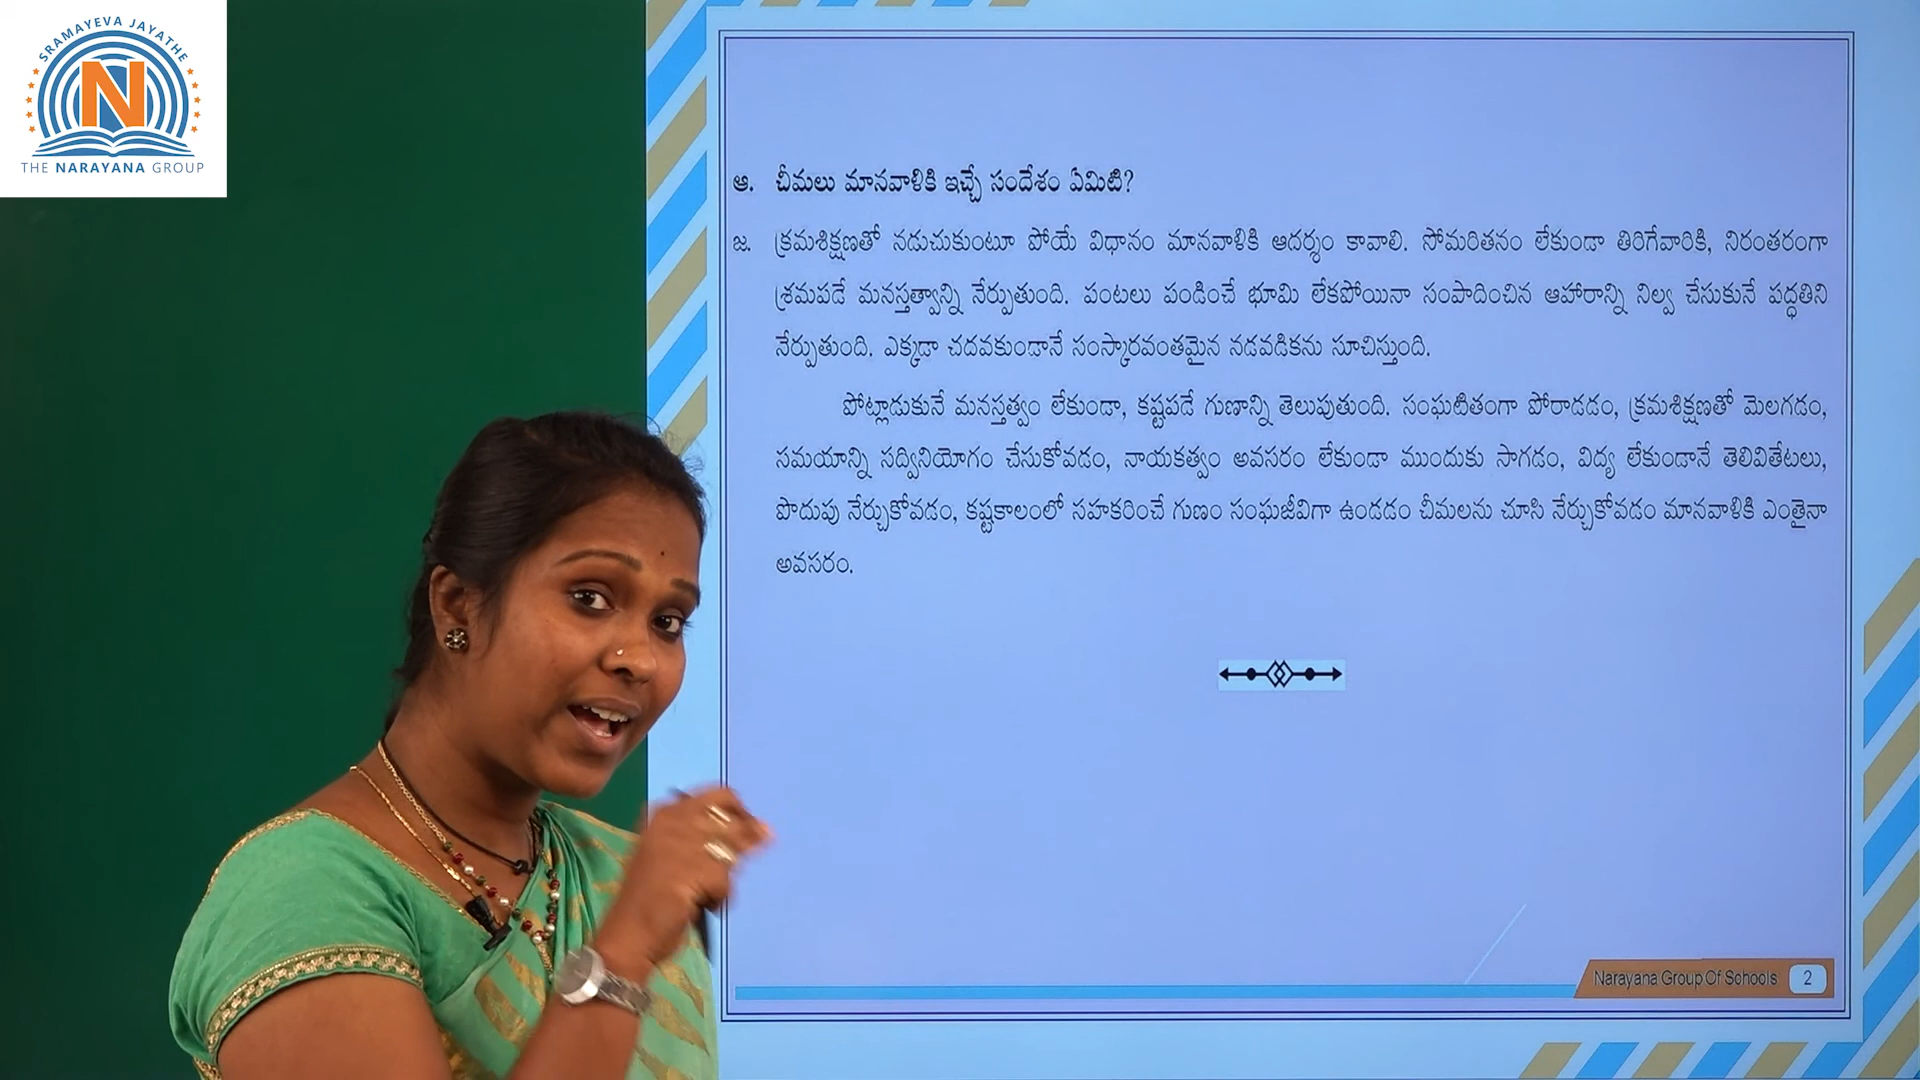 SRAMAYEVA JAYATHE
N
THE NARAYANA GROUP
ఆ. చీమలు మానవాళికి ఇచ్చే సందేశం ఏమిటి?
జ. క్రమశిక్షణతో నడుచుకుంటూ పోయే విధానం మానవాళికి ఆదర్శం కావాలి. సోమరితనం లేకుండా తిరిగేవారికి, నిరంతరంగా
శ్రమపడే మనస్తత్వాన్ని నేర్పుతుంది. పంటలు పండించే భూమి లేకపోయినా సంపాదించిన ఆహారాన్ని నిల్వ చేసుకునే పద్ధతిని
నేర్పుతుంది. ఎక్కడా చదవకుండానే సంస్కారవంతమైన నడవడికను సూచిస్తుంది.
పోట్లాడుకునే మనస్తత్వం లేకుండా, కష్టపడే గుణాన్ని తెలుపుతుంది. సంఘటితంగా పోరాడడం, క్రమశిక్షణతో మెలగడం,
సమయాన్ని సద్వినియోగం చేసుకోవడం, నాయకత్వం అవసరం లేకుండా ముందుకు సాగడం, విద్య లేకుండానే తెలివితేటలు,
పొదుపు నేర్చుకోవడం, కష్టకాలంలో సహకరించే గుణం సంఘజీవిగా ఉండడం చీమలను చూసి నేర్చుకోవడం మానవాళికి ఎంతైనా
అవసరం.
Narayana Group Of Schools 2